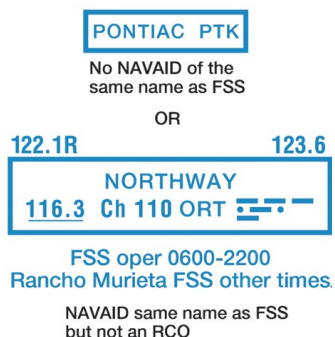 PONTIAC PTK
No NAVAID of the
same name as FSS
OR
122.1R 123.6
NORTHWAY
116.3 Ch 110 ORT
FSS oper 0600-2200
Rancho Murieta FSS other times.
NAVAID same name as FSS
but not an RCO